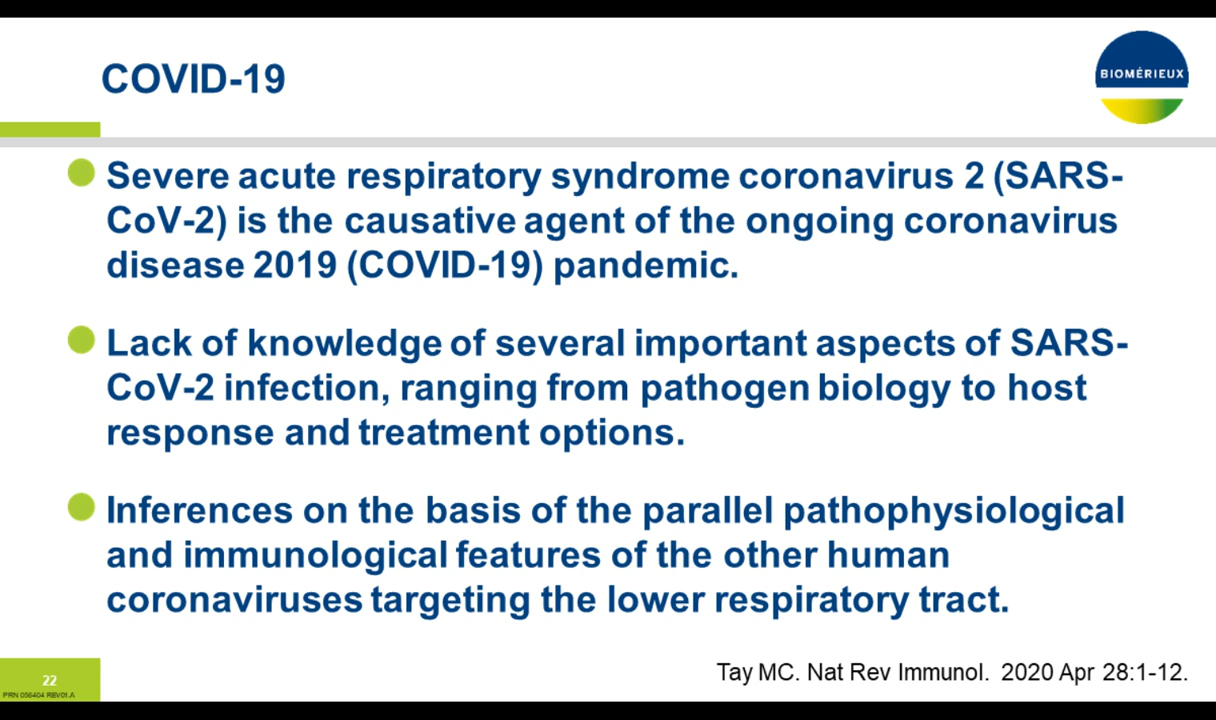 COVID-19
BIOMÉRIEUX
Severe acute respiratory syndrome coronavirus 2 (SARS-
CoV-2) is the causative agent of the ongoing coronavirus
disease 2019 (COVID-19) pandemic.
Lack of knowledge of several important aspects of SARS-
CoV-2 infection, ranging from pathogen biology to host
response and treatment options.
Inferences on the basis of the parallel pathophysiological
and immunological features of the other human
coronaviruses targeting the lower respiratory tract.
Tay MC. Nat Rev Immunol. 2020 Apr 28:1-12.
22
PRN 056404 REV01.A